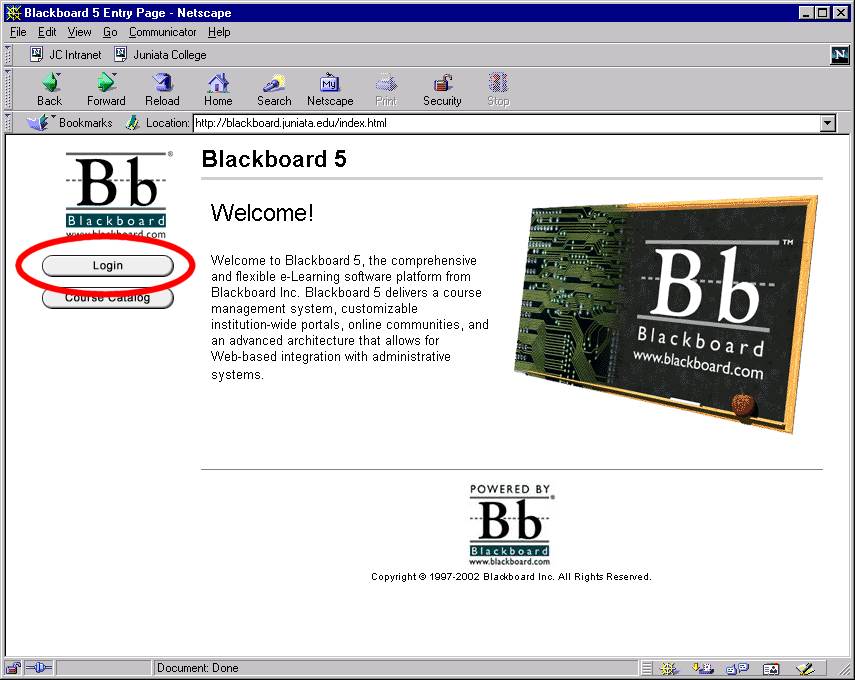 Blackboard 5 Entry Page - Netscape
File Edit View Go Communicator Help
JC Intranet Juniata College
N
My
Back Forward Reload Home Search Netscape Print Security Stop
Bookmarks Location: http://blackboard.juniata.edu/index.html
Bb®
Blackboard
www.blackboard.com
Login
Course Catalog
Blackboard 5
Welcome!
Welcome to Blackboard 5, the comprehensive
and flexible e-Learning software platform from
Blackboard Inc. Blackboard 5 delivers a course
management system, customizable
institution-wide portals, online communities, and
an advanced architecture that allows for
Web-based integration with administrative
systems.
Bb™
Blackboard
www.blackboard.com
POWERED BY
Bb®
Blackboard
www.blackboard.com
Copyright © 1997-2002 Blackboard Inc. All Rights Reserved.
Document: Done